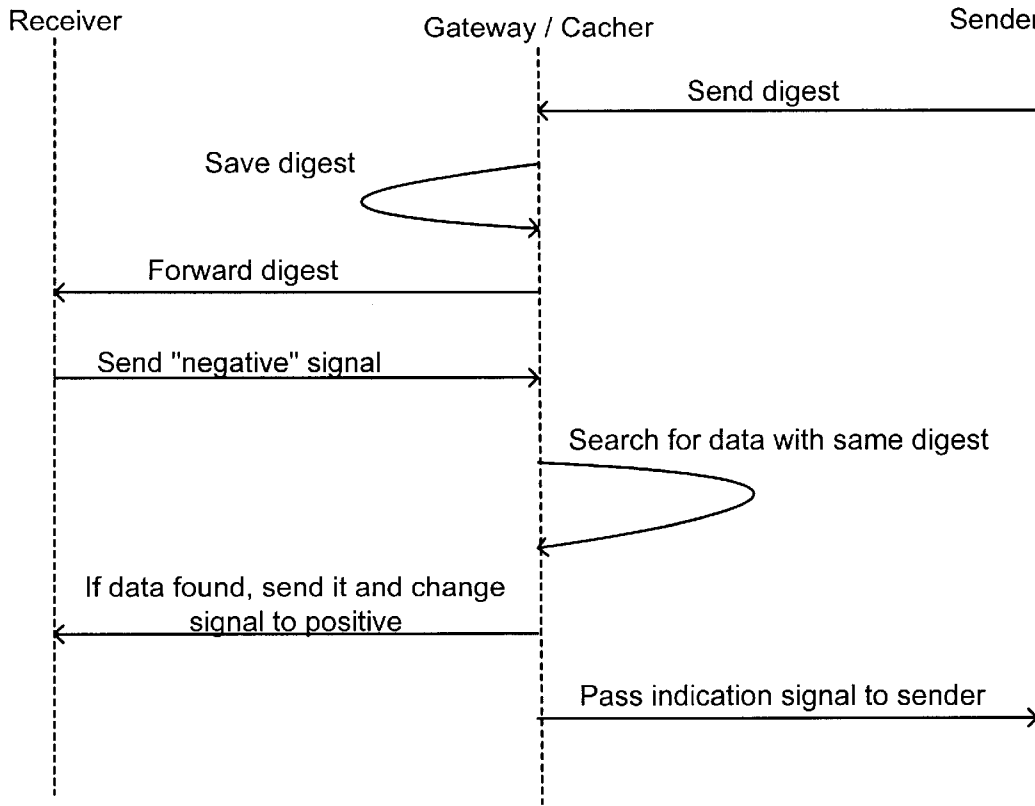 Receiver
Gateway / Cacher
Sender
Send digest
Save digest
Forward digest
Send "negative" signal
Search for data with same digest
If data found, send it and change
signal to positive
Pass indication signal to sender